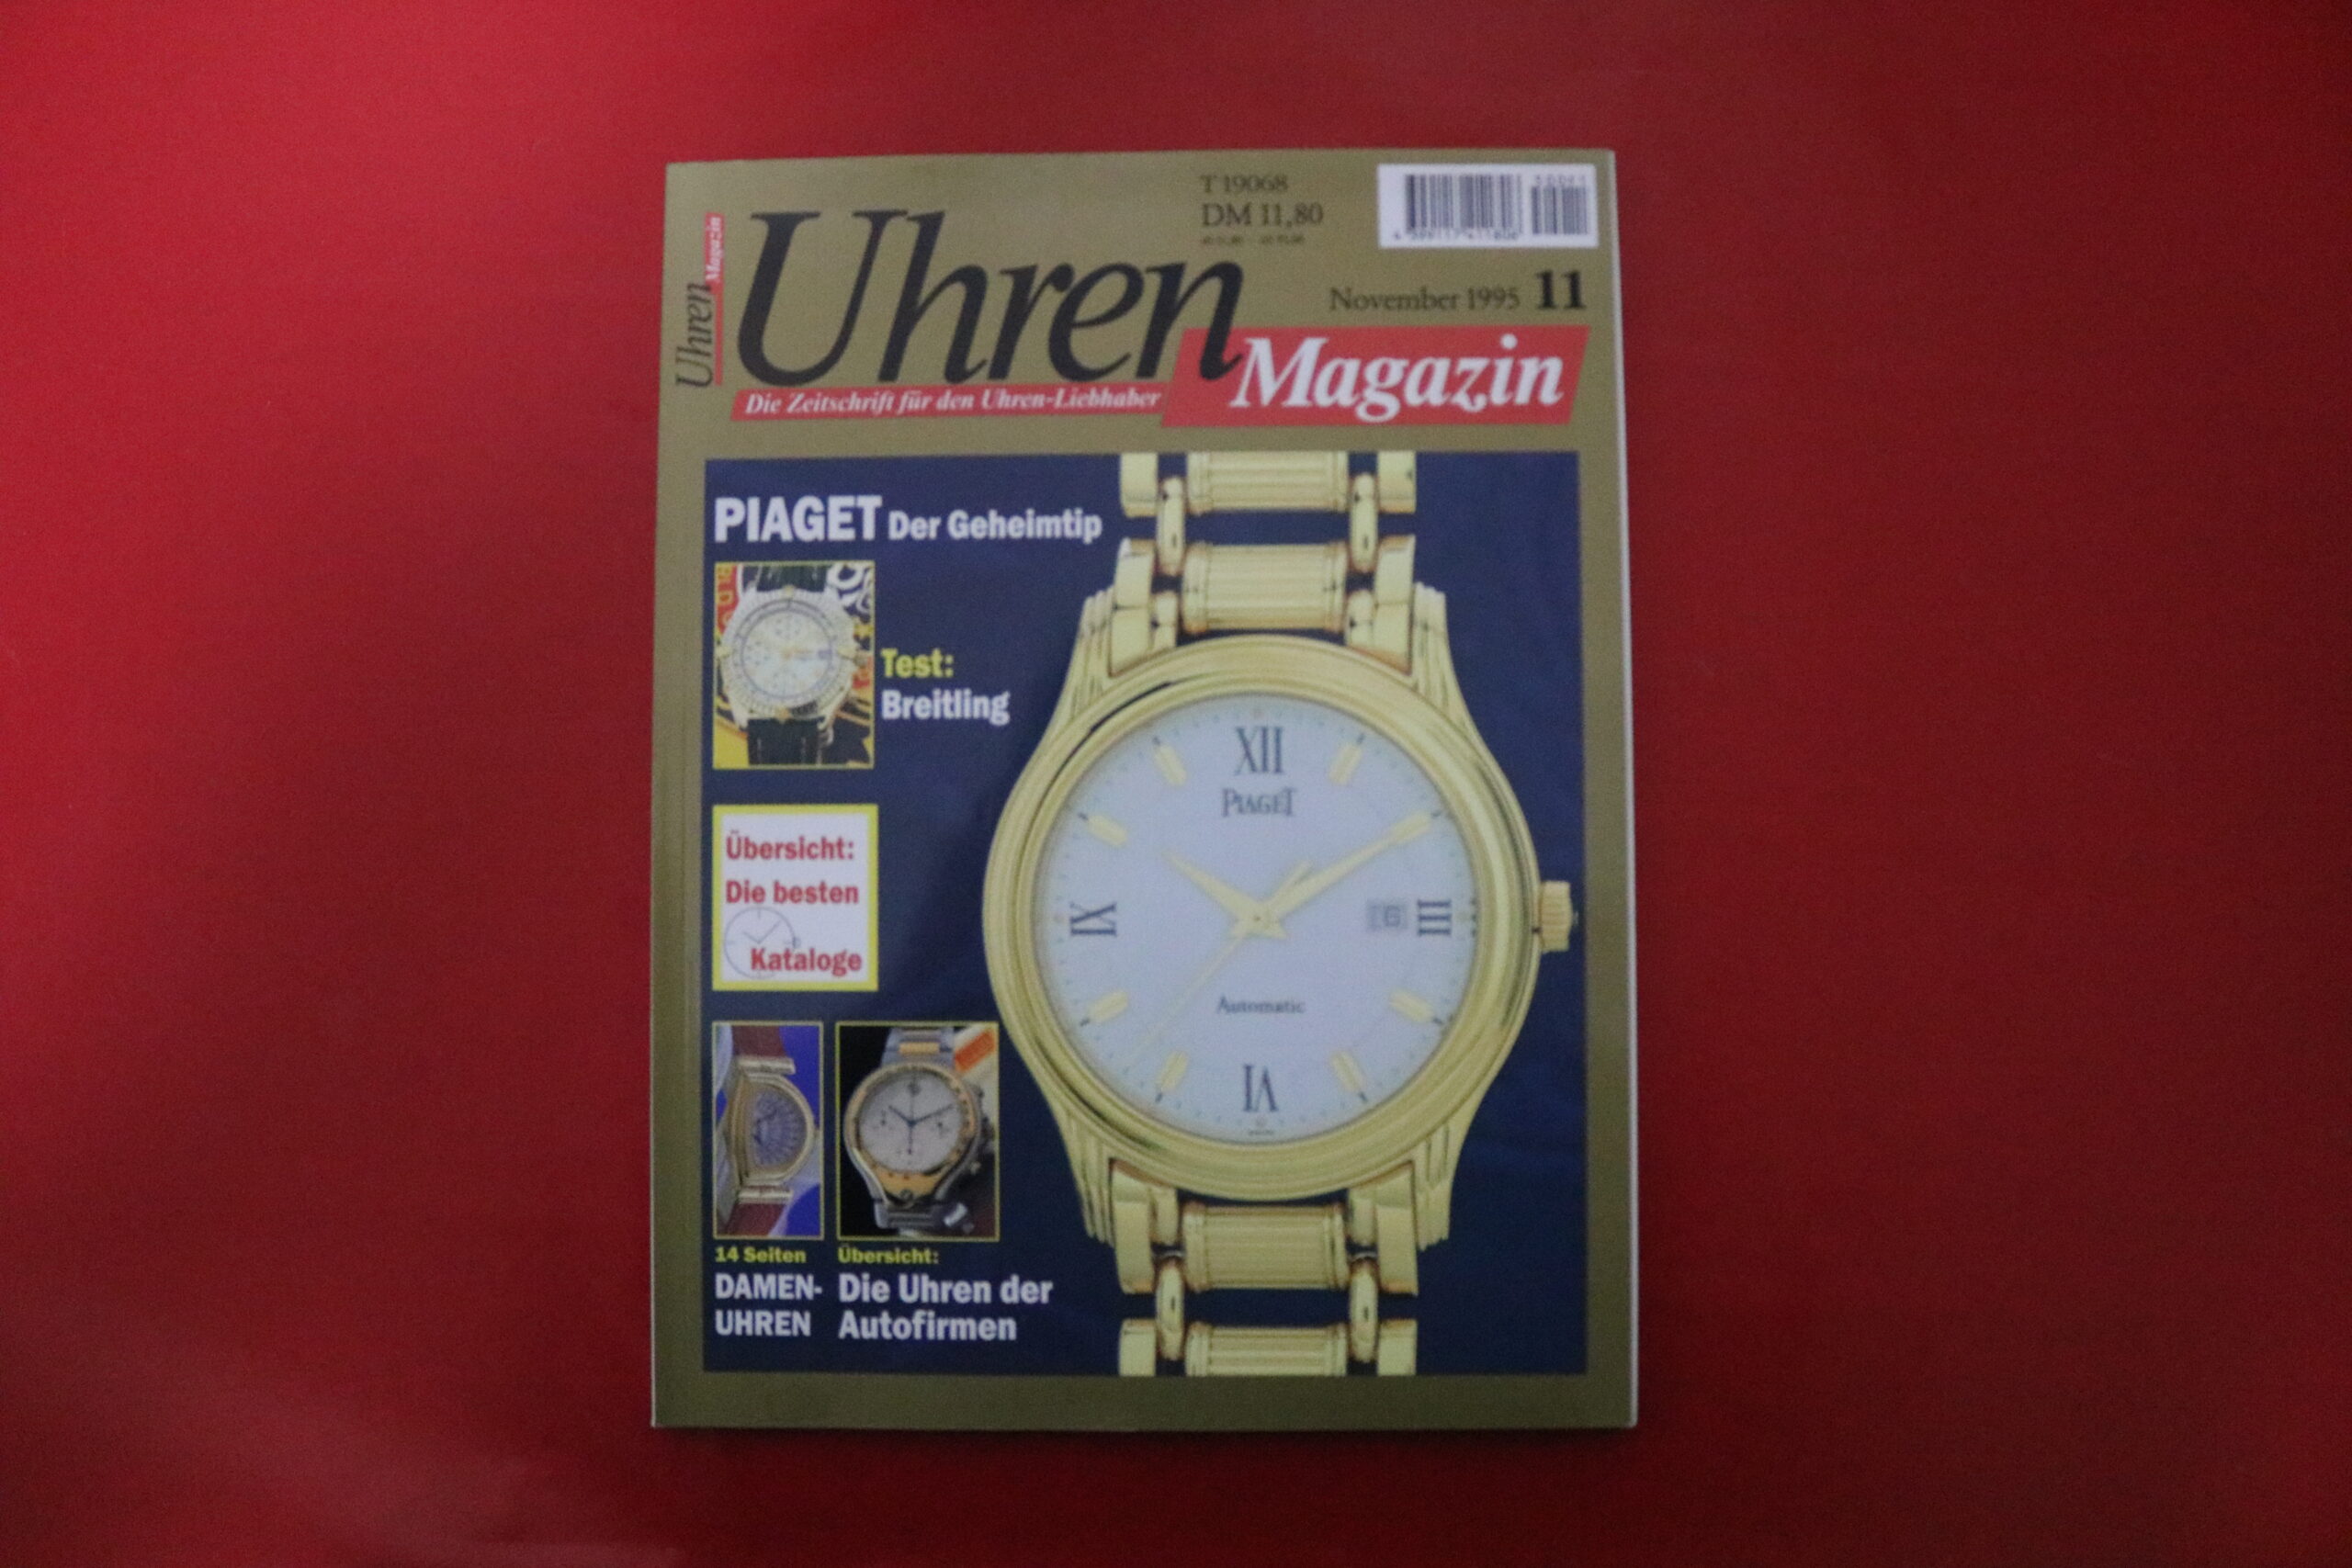 T 19068
DM 11,80
November 1995 11
Uhren
Magazin
Uhren
Magazin
Die Zeitschrift für den Uhren-Liebhaber
PIAGET Der Geheimtip
Test:
Breitling
Übersicht:
Die besten
Kataloge
14 Seiten
DAMEN-
UHREN
Übersicht:
Die Uhren der
Autofirmen
XII
PIAGET
IX
6 III
Automatic
VI